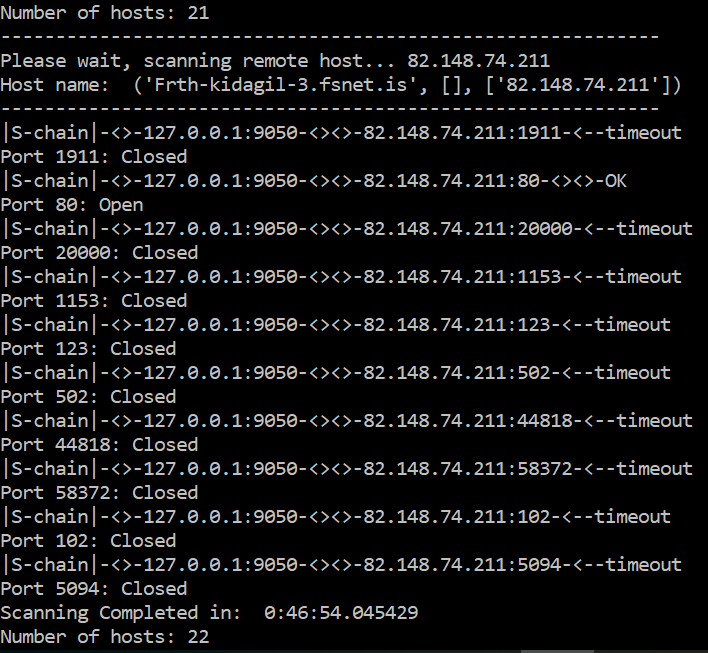 Number of hosts: 21
------------------------------------------------------------
Please wait, scanning remote host... 82.148.74.211
Host name:  ('Frth-kidagil-3.fsnet.is', [], ['82.148.74.211'])
------------------------------------------------------------
|S-chain|-<>-127.0.0.1:9050-<><>-82.148.74.211:1911-<--timeout
Port 1911: Closed
|S-chain|-<>-127.0.0.1:9050-<><>-82.148.74.211:80-<><>-OK
Port 80: Open
|S-chain|-<>-127.0.0.1:9050-<><>-82.148.74.211:20000-<--timeout
Port 20000: Closed
|S-chain|-<>-127.0.0.1:9050-<><>-82.148.74.211:1153-<--timeout
Port 1153: Closed
|S-chain|-<>-127.0.0.1:9050-<><>-82.148.74.211:123-<--timeout
Port 123: Closed
|S-chain|-<>-127.0.0.1:9050-<><>-82.148.74.211:502-<--timeout
Port 502: Closed
|S-chain|-<>-127.0.0.1:9050-<><>-82.148.74.211:44818-<--timeout
Port 44818: Closed
|S-chain|-<>-127.0.0.1:9050-<><>-82.148.74.211:58372-<--timeout
Port 58372: Closed
|S-chain|-<>-127.0.0.1:9050-<><>-82.148.74.211:102-<--timeout
Port 102: Closed
|S-chain|-<>-127.0.0.1:9050-<><>-82.148.74.211:5094-<--timeout
Port 5094: Closed
Scanning Completed in:  0:46:54.045429
Number of hosts: 22